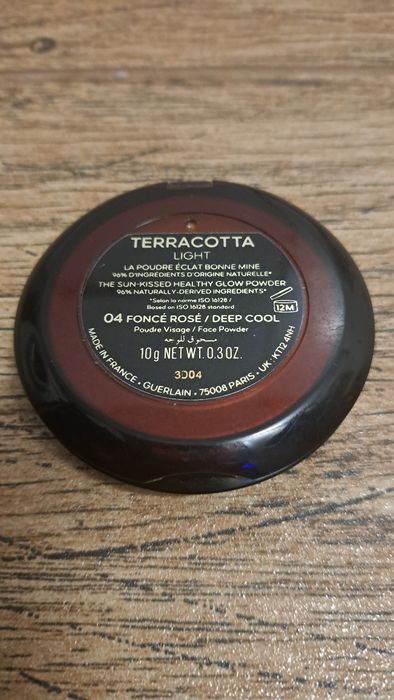 TERRACOTTA
LIGHT
LA POUDRE ÉCLAT BONNE MINE
96% D'INGRÉDIENTS D'ORIGINE NATURELLE*
THE SUN-KISSED HEALTHY GLOW POWDER
96% NATURALLY-DERIVED INGREDIENTS*
*Selon la norme ISO 16128 /
Based on ISO 16128 standard
12M
04 FONCÉ ROSÉ / DEEP COOL
Poudre Visage / Face Powder
مسحوق للوجه
10g NET WT. 0.3 OZ.
3D04
MADE IN FRANCE - GUERLAIN - 75008 PARIS - UK - KT12 4NH